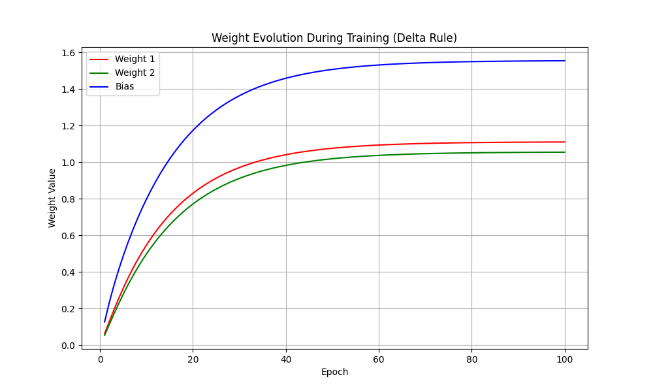 Weight Evolution During Training (Delta Rule)
Weight 1
Weight 2
Bias
Weight Value
1.6
1.4
1.2
1.0
0.8
0.6
0.4
0.2
0.0
0 20 40 60 80 100
Epoch